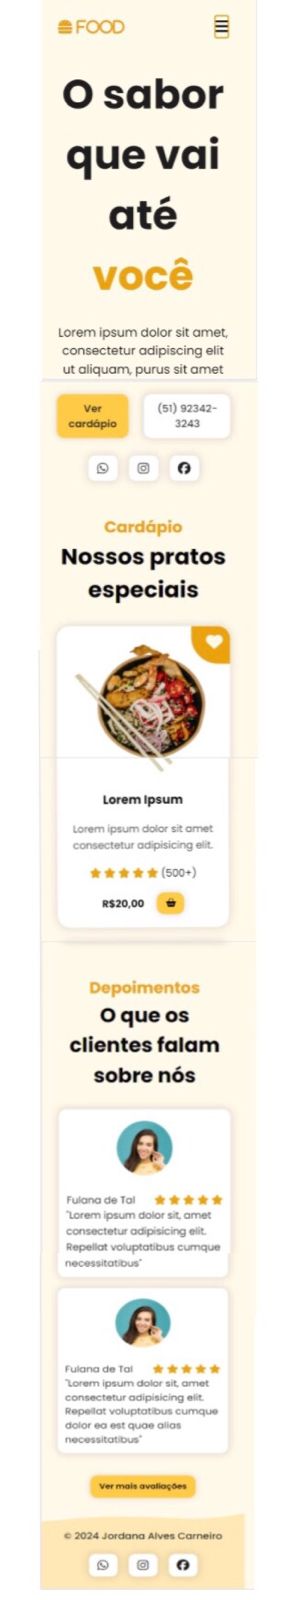 FOOD
O sabor
que vai
até
você
Lorem ipsum dolor sit amet,
consectetur adipiscing elit
ut aliquam, purus sit amet
Ver
cardápio
(51) 92342-
3243
Cardápio
Nossos pratos
especiais
Lorem Ipsum
Lorem ipsum dolor sit amet
consectetur adipisicing elit.
(500+)
R$20,00
Depoimentos
O que os
clientes falam
sobre nós
Fulana de Tal
"Lorem ipsum dolor sit, amet
consectetur adipisicing elit.
Repellat voluptatibus cumque
necessitatibus"
Fulana de Tal
"Lorem ipsum dolor sit, amet
consectetur adipisicing elit.
Repellat voluptatibus cumque
dolor ea est quae alias
necessitatibus"
Ver mais avaliações
© 2024 Jordana Alves Carneiro